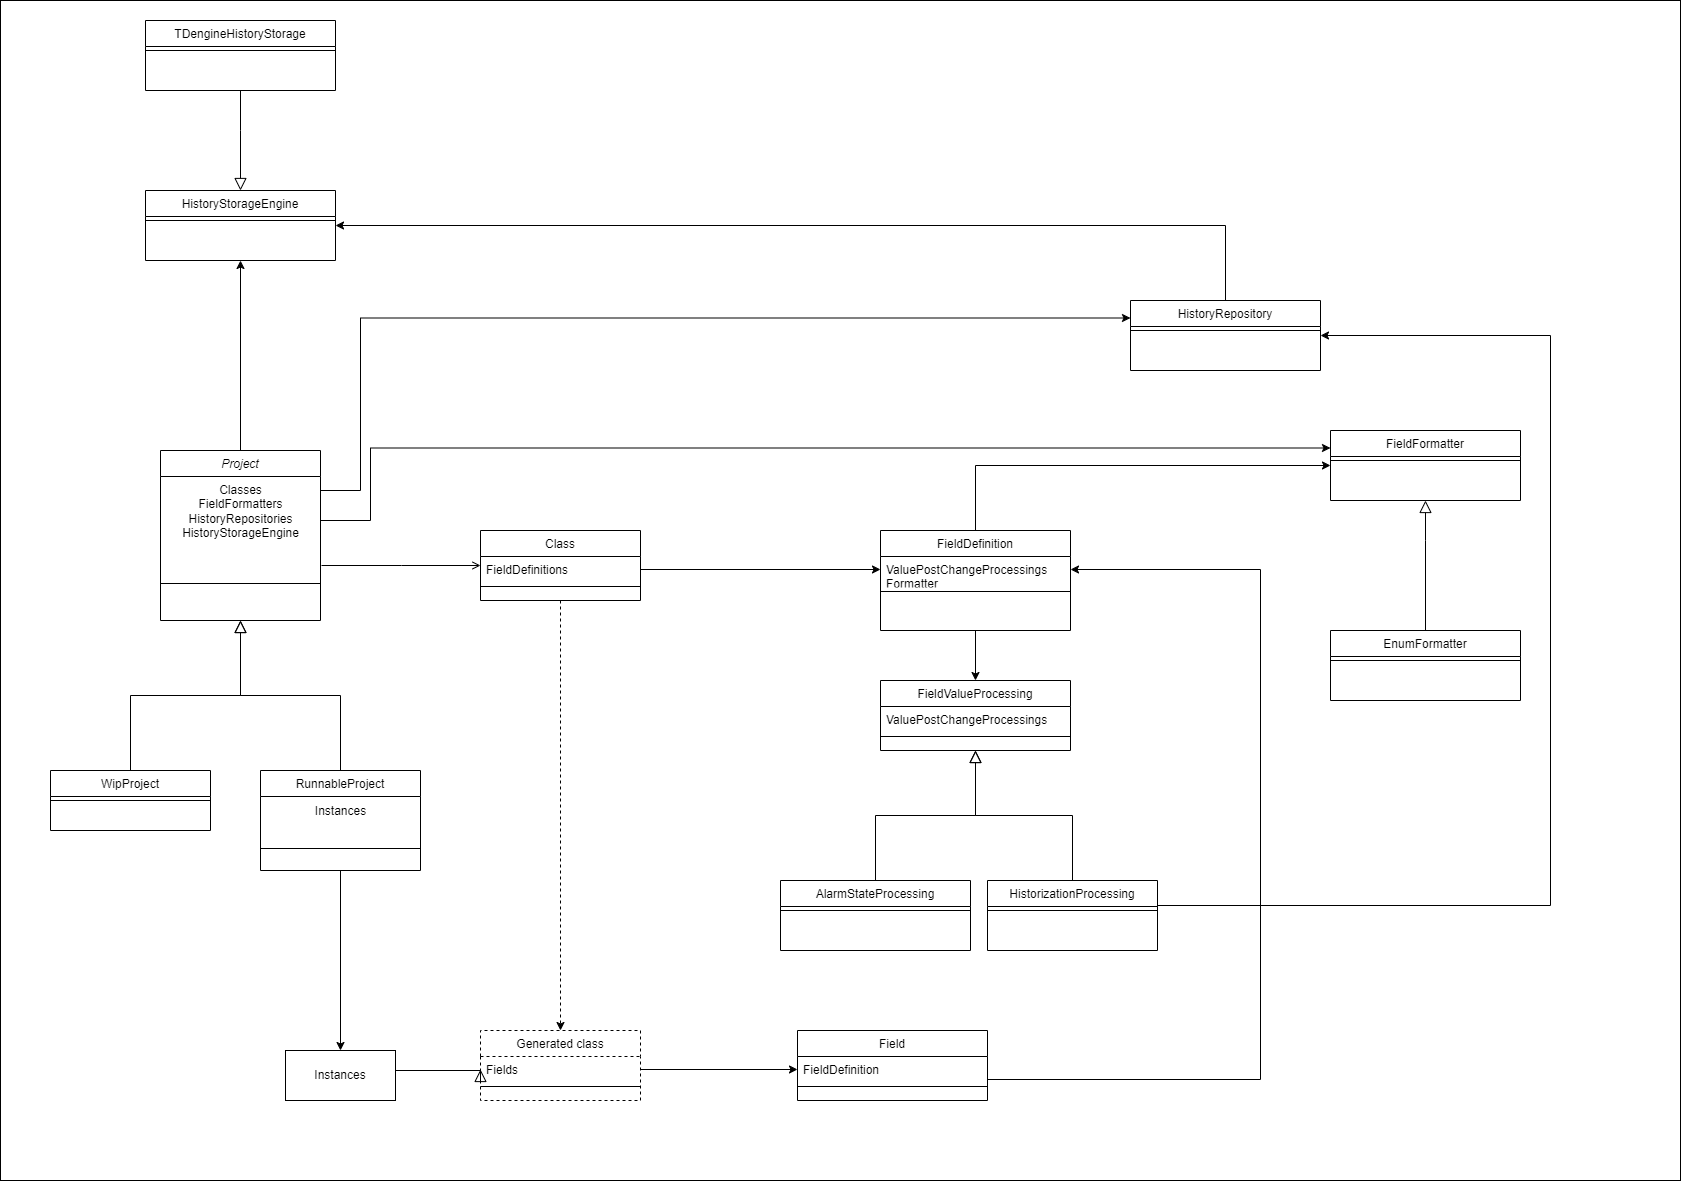 TDengineHistoryStorage
HistoryStorageEngine
HistoryRepository
FieldFormatter
Project
Classes
FieldFormatters
HistoryRepositories
HistoryStorageEngine
Class
FieldDefinitions
FieldDefinition
ValuePostChangeProcessings
Formatter
EnumFormatter
FieldValueProcessing
ValuePostChangeProcessings
WipProject
RunnableProject
Instances
AlarmStateProcessing
HistorizationProcessing
Instances
Generated class
Fields
Field
FieldDefinition